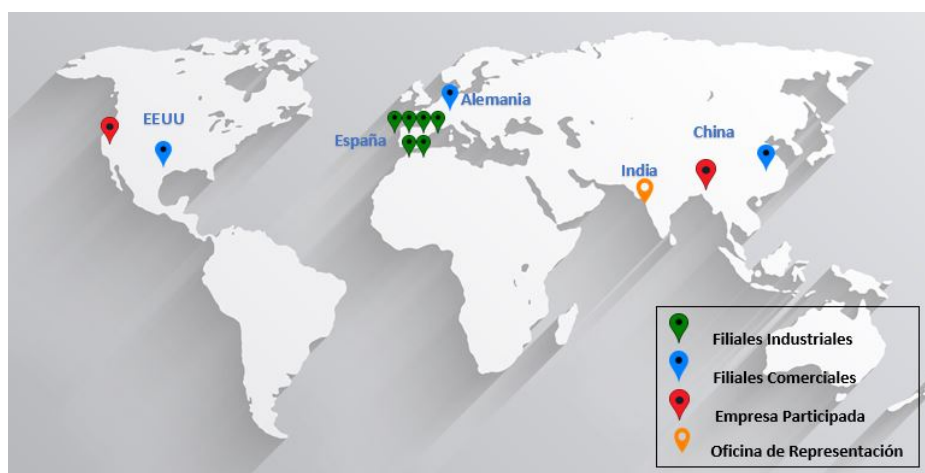 EEUU
Alemania
España
China
India
Filiales Industriales
Filiales Comerciales
Empresa Participada
Oficina de Representación